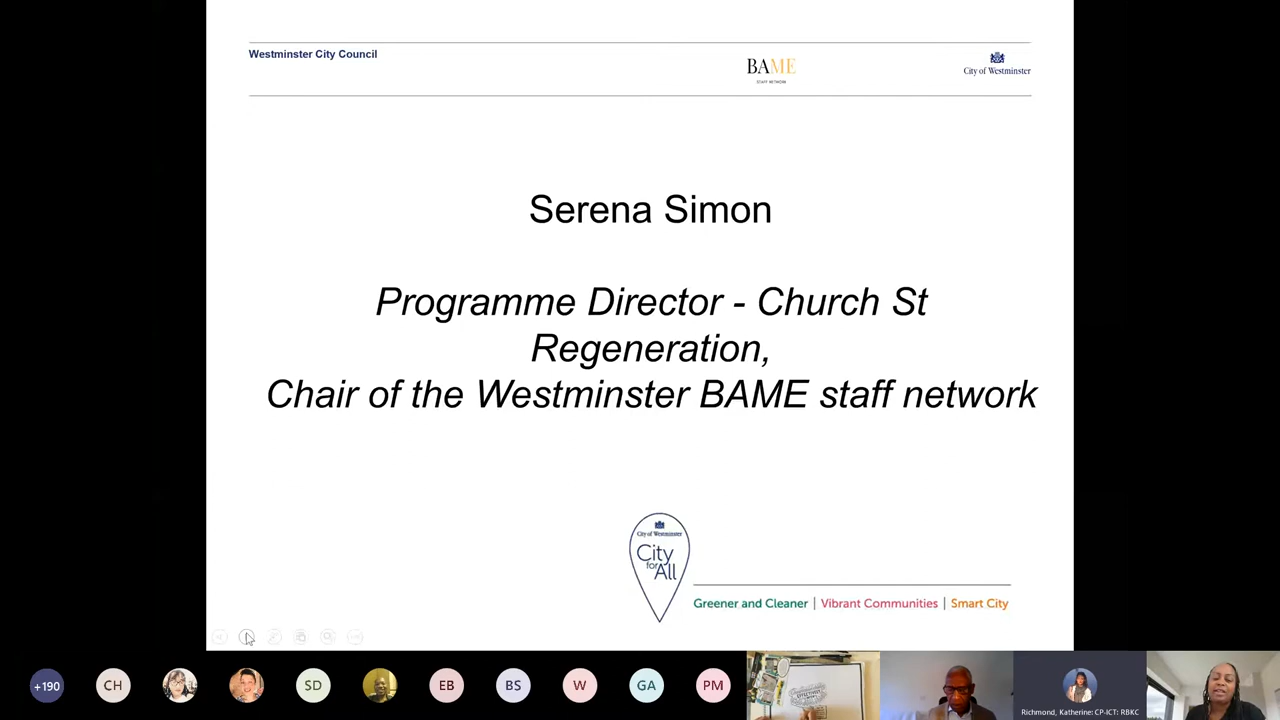 Westminster City Council
BAME
STAFF NETWORK
City of Westminster
Serena Simon
Programme Director - Church St
Regeneration,
Chair of the Westminster BAME staff network
City of Westminster
City
for
All
Greener and Cleaner | Vibrant Communities | Smart City
+190
CH
SD
EB
BS
W
GA
PM
Richmond, Katherine: CP-ICT: RBKC